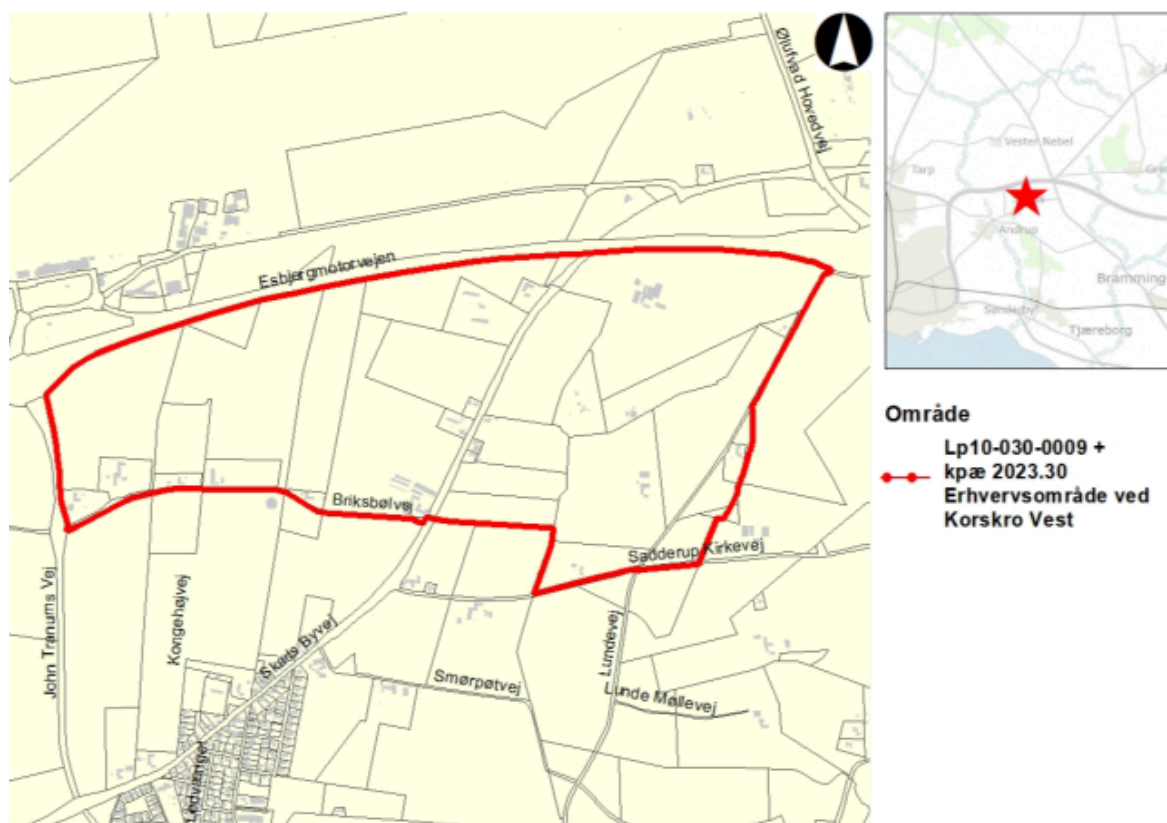 Ølufvad Hovedvej
Esbjergmotorvejen
Briksbølvej
Sadderup Kirkevej
John Tranums Vej
Kongehøjvej
Skads Byvej
Smørpøtvej
Lundevej
Lunde Møllevej
Ledvænget
Vester Nebel
Tarp
Andrup
Bramming
Sønderby
Tjæreborg
Område
Lp10-030-0009 +
kpæ 2023.30
Erhvervsområde ved
Korskro Vest